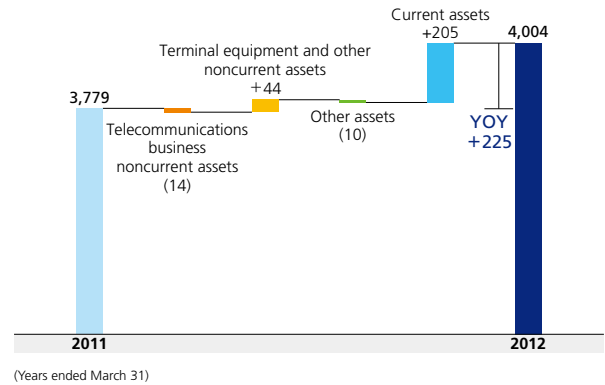 Current assets
+205
4,004
Terminal equipment and other
noncurrent assets
+44
3,779
Telecommunications
business
noncurrent assets
(14)
Other assets
(10)
YOY
+225
2011
2012
(Years ended March 31)